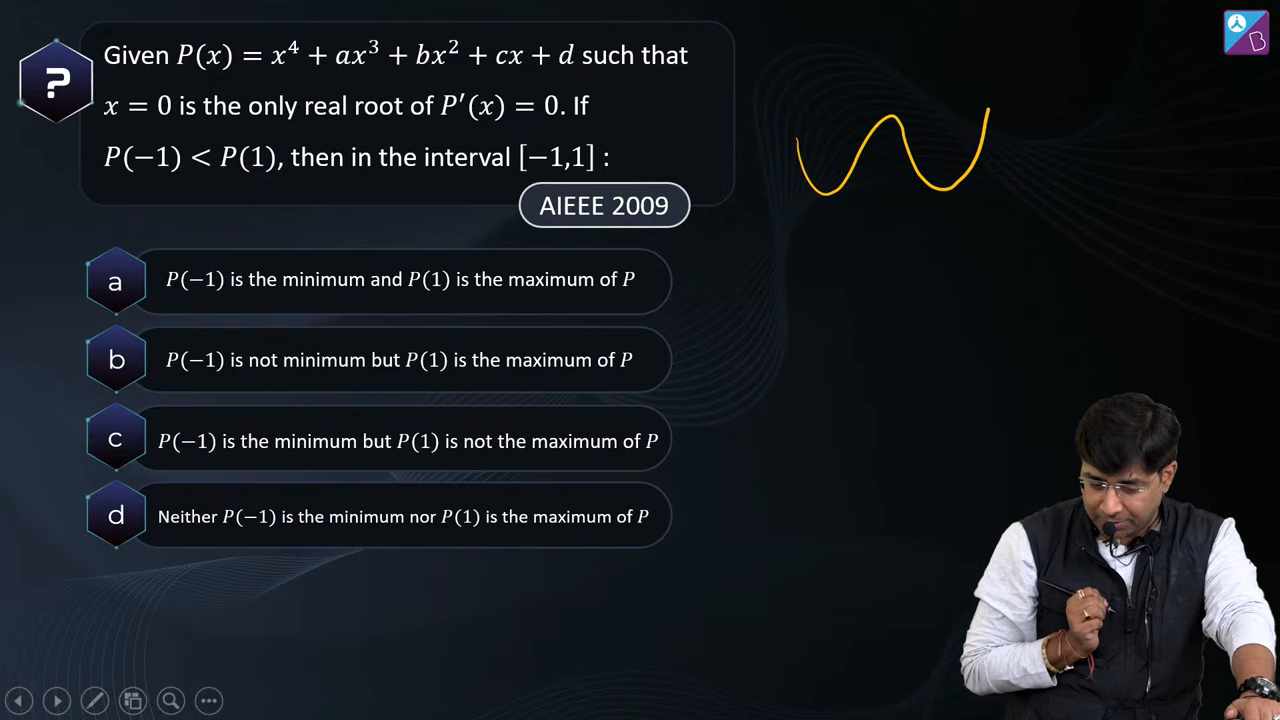 ?
Given P(x) = x⁴ + ax³ + bx² + cx + d such that
x = 0 is the only real root of P′(x) = 0. If
P(−1) < P(1), then in the interval [−1,1] :
AIEEE 2009
a P(−1) is the minimum and P(1) is the maximum of P
b P(−1) is not minimum but P(1) is the maximum of P
c P(−1) is the minimum but P(1) is not the maximum of P
d Neither P(−1) is the minimum nor P(1) is the maximum of P
B